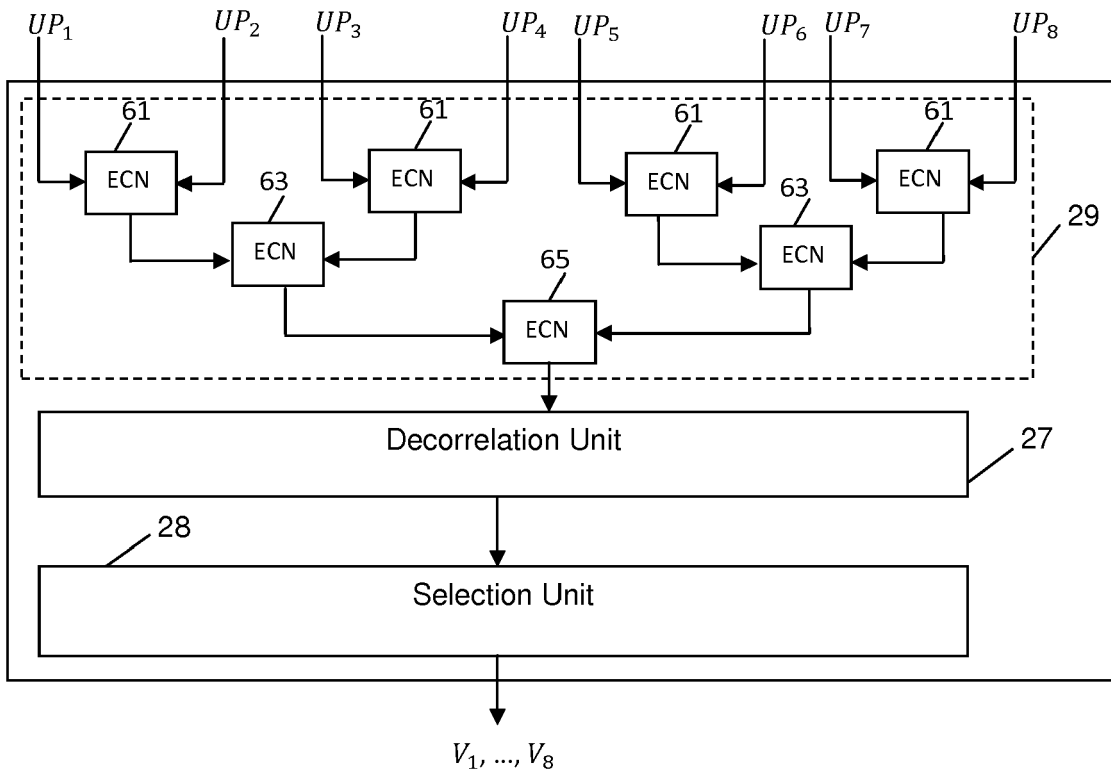 UP₁ UP₂ UP₃ UP₄ UP₅ UP₆ UP₇ UP₈
61 61 61 61
ECN ECN ECN ECN
63 63
ECN ECN
29
65
ECN
Decorrelation Unit
27
28
Selection Unit
V₁, ..., V₈